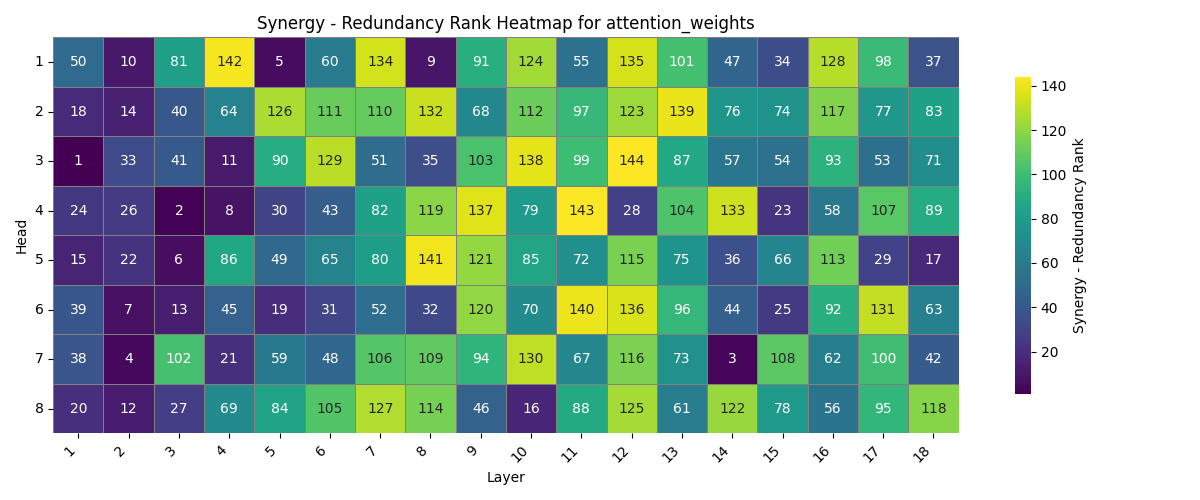 Synergy - Redundancy Rank Heatmap for attention_weights
Head
1 50 10 81 142 5 60 134 9 91 124 55 135 101 47 34 128 98 37
2 18 14 40 64 126 111 110 132 68 112 97 123 139 76 74 117 77 83
3 1 33 41 11 90 129 51 35 103 138 99 144 87 57 54 93 53 71
4 24 26 2 8 30 43 82 119 137 79 143 28 104 133 23 58 107 89
5 15 22 6 86 49 65 80 141 121 85 72 115 75 36 66 113 29 17
6 39 7 13 45 19 31 52 32 120 70 140 136 96 44 25 92 131 63
7 38 4 102 21 59 48 106 109 94 130 67 116 73 3 108 62 100 42
8 20 12 27 69 84 105 127 114 46 16 88 125 61 122 78 56 95 118
1 2 3 4 5 6 7 8 9 10 11 12 13 14 15 16 17 18
Layer
140
120
100
80
60
40
20
Synergy - Redundancy Rank